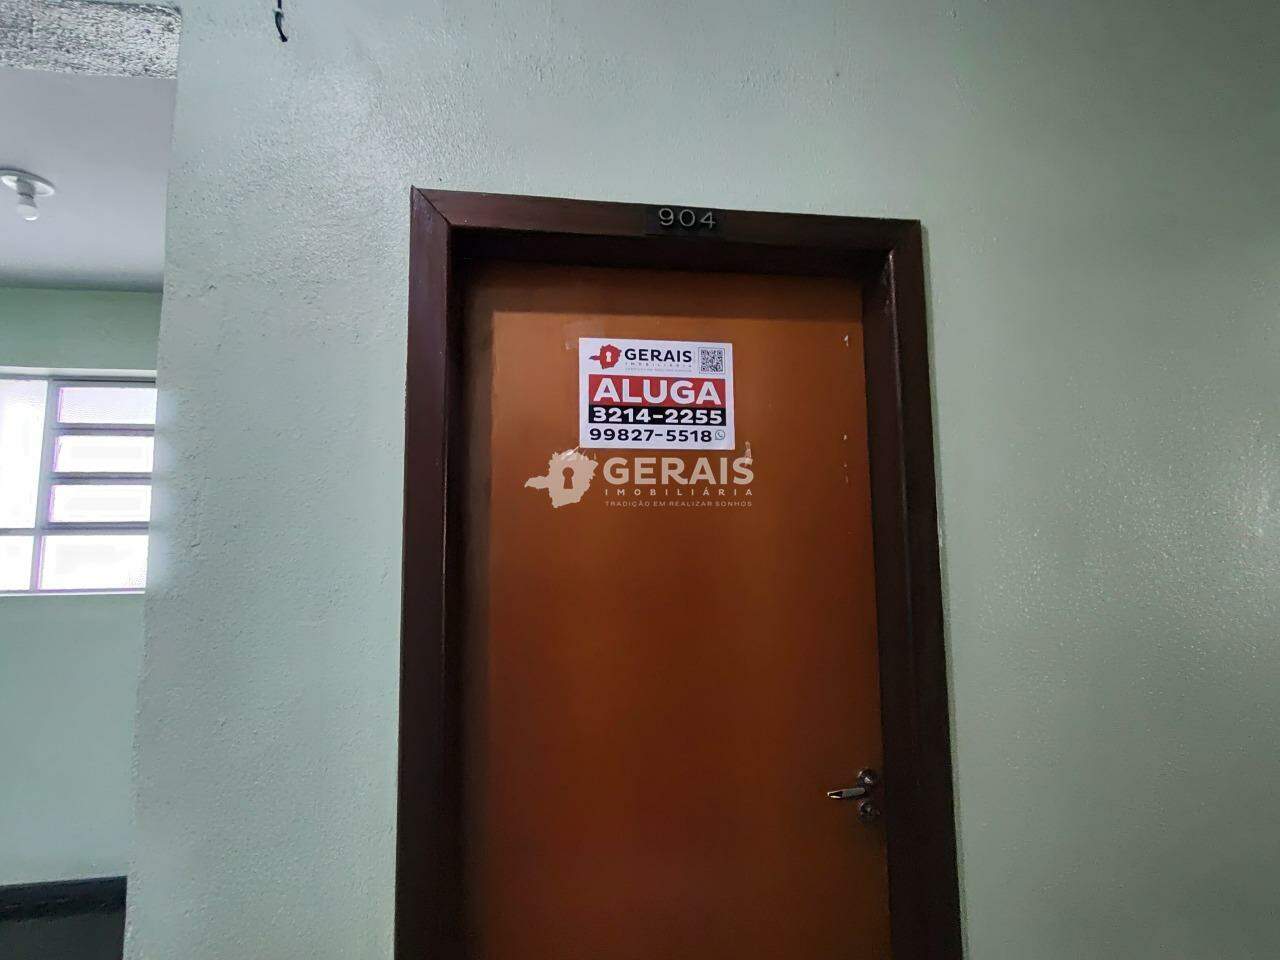 904
GERAIS
IMOBILIÁRIA
ALUGA
3214-2255
99827-5518
GERAIS
IMOBILIÁRIA
TRADIÇÃO EM REALIZAR SONHOS